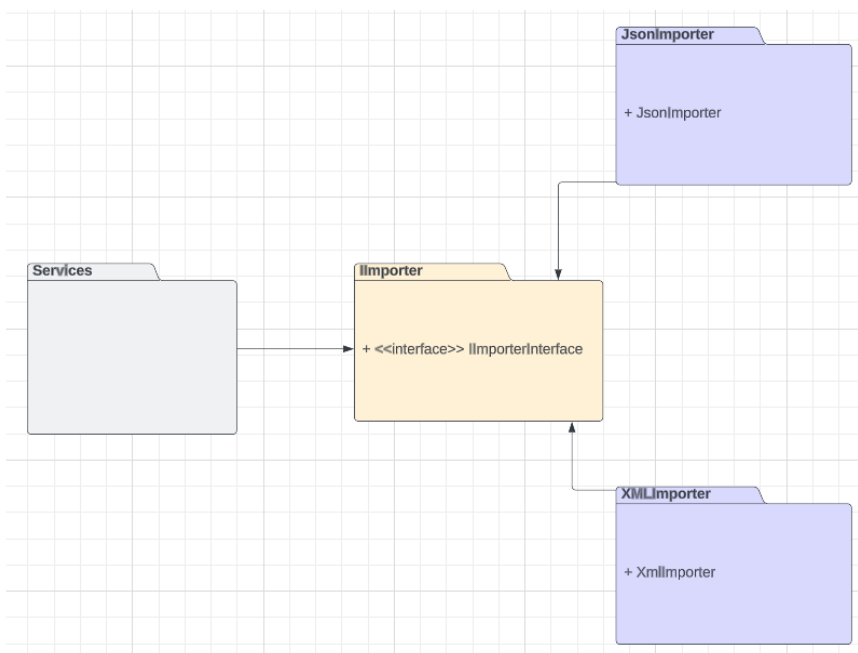 JsonImporter
+ JsonImporter
Services
IImporter
+ <<interface>> IImporterInterface
XMLImporter
+ XmlImporter